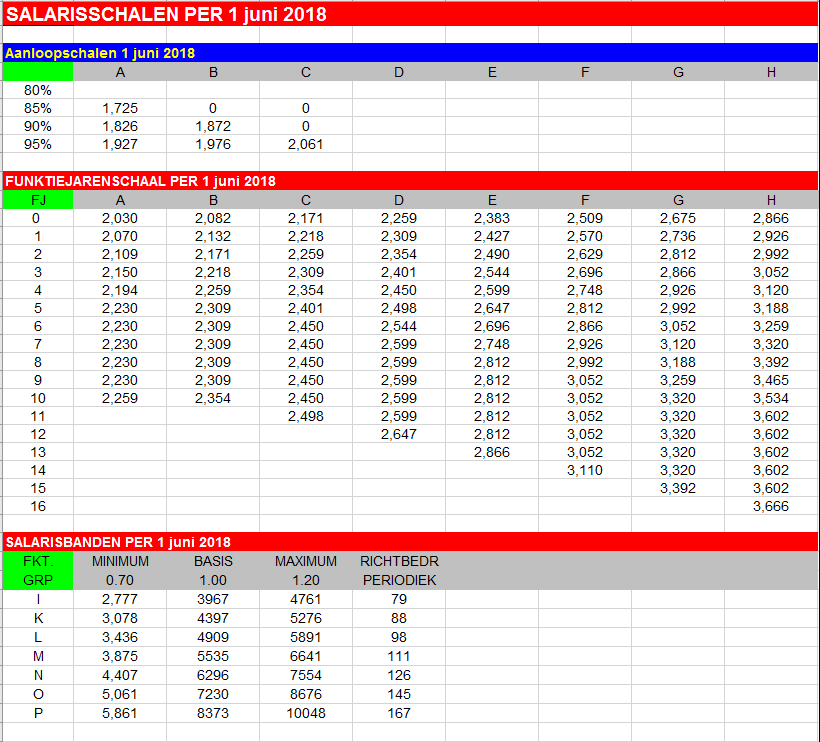 SALARISSCHALEN PER 1 juni 2018
Aanloopschalen 1 juni 2018
A B C D E F G H
80%
85% 1,725 0 0
90% 1,826 1,872 0
95% 1,927 1,976 2,061
FUNKTIEJARENSCHAAL PER 1 juni 2018
FJ A B C D E F G H
0 2,030 2,082 2,171 2,259 2,383 2,509 2,675 2,866
1 2,070 2,132 2,218 2,309 2,427 2,570 2,736 2,926
2 2,109 2,171 2,259 2,354 2,490 2,629 2,812 2,992
3 2,150 2,218 2,309 2,401 2,544 2,696 2,866 3,052
4 2,194 2,259 2,354 2,450 2,599 2,748 2,926 3,120
5 2,230 2,309 2,401 2,498 2,647 2,812 2,992 3,188
6 2,230 2,309 2,450 2,544 2,696 2,866 3,052 3,259
7 2,230 2,309 2,450 2,599 2,748 2,926 3,120 3,320
8 2,230 2,309 2,450 2,599 2,812 2,992 3,188 3,392
9 2,230 2,309 2,450 2,599 2,812 3,052 3,259 3,465
10 2,259 2,354 2,450 2,599 2,812 3,052 3,320 3,534
11 2,498 2,599 2,812 3,052 3,320 3,602
12 2,647 2,812 3,052 3,320 3,602
13 2,866 3,052 3,320 3,602
14 3,110 3,320 3,602
15 3,392 3,602
16 3,666
SALARISBANDEN PER 1 juni 2018
FKT. MINIMUM BASIS MAXIMUM RICHTBEDR
GRP 0.70 1.00 1.20 PERIODIEK
I 2,777 3967 4761 79
K 3,078 4397 5276 88
L 3,436 4909 5891 98
M 3,875 5535 6641 111
N 4,407 6296 7554 126
O 5,061 7230 8676 145
P 5,861 8373 10048 167